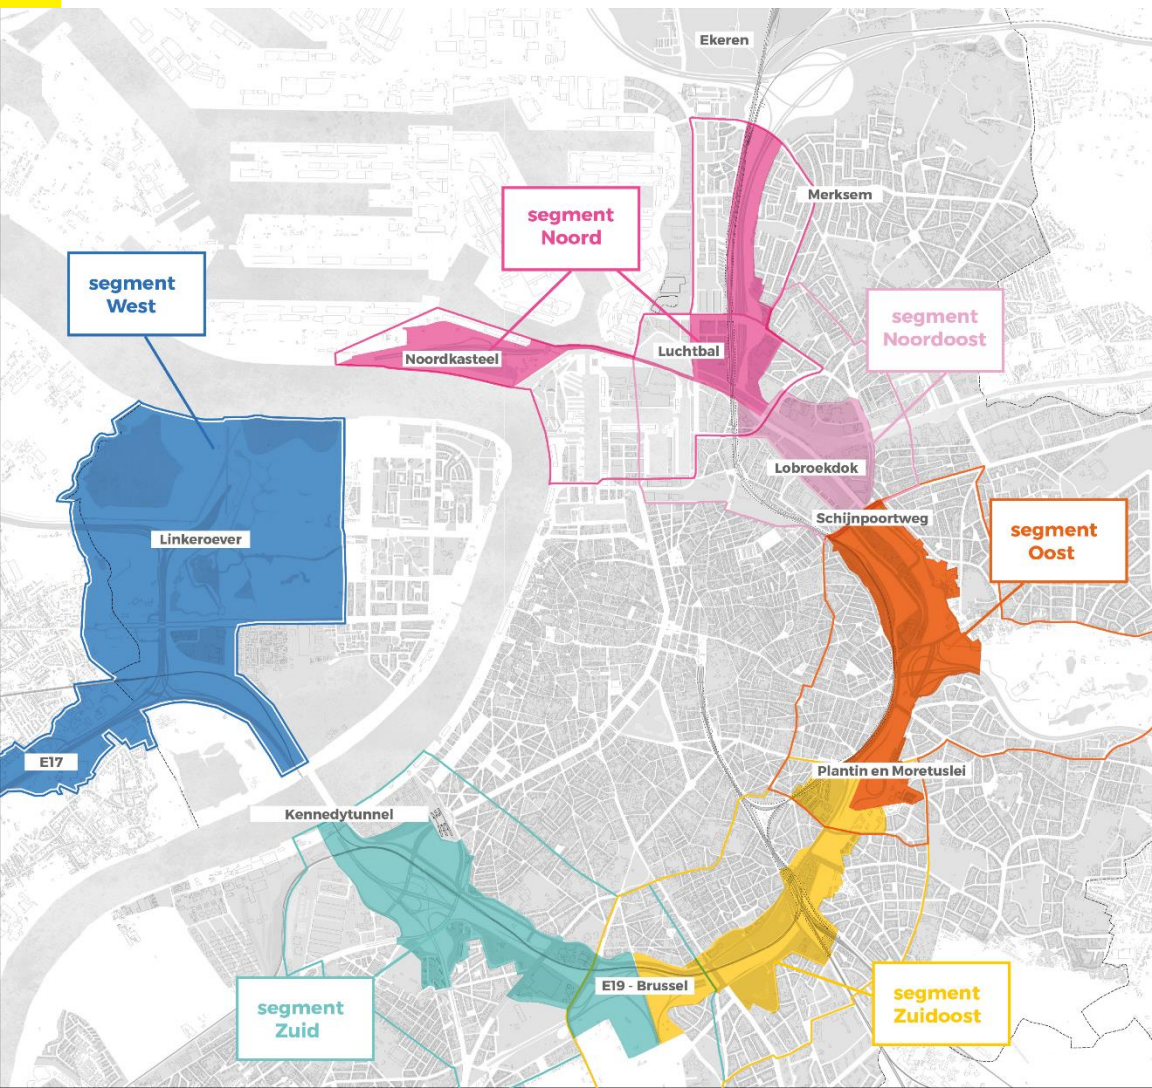 Ekeren
Merksem
segment
Noord
segment
West
segment
Noordoost
Luchtbal
Noordkasteel
Lobroekdok
Schijnpoortweg
segment
Oost
Linkeroever
E17
Plantin en Moretuslei
Kennedytunnel
E19 - Brussel
segment
Zuid
segment
Zuidoost